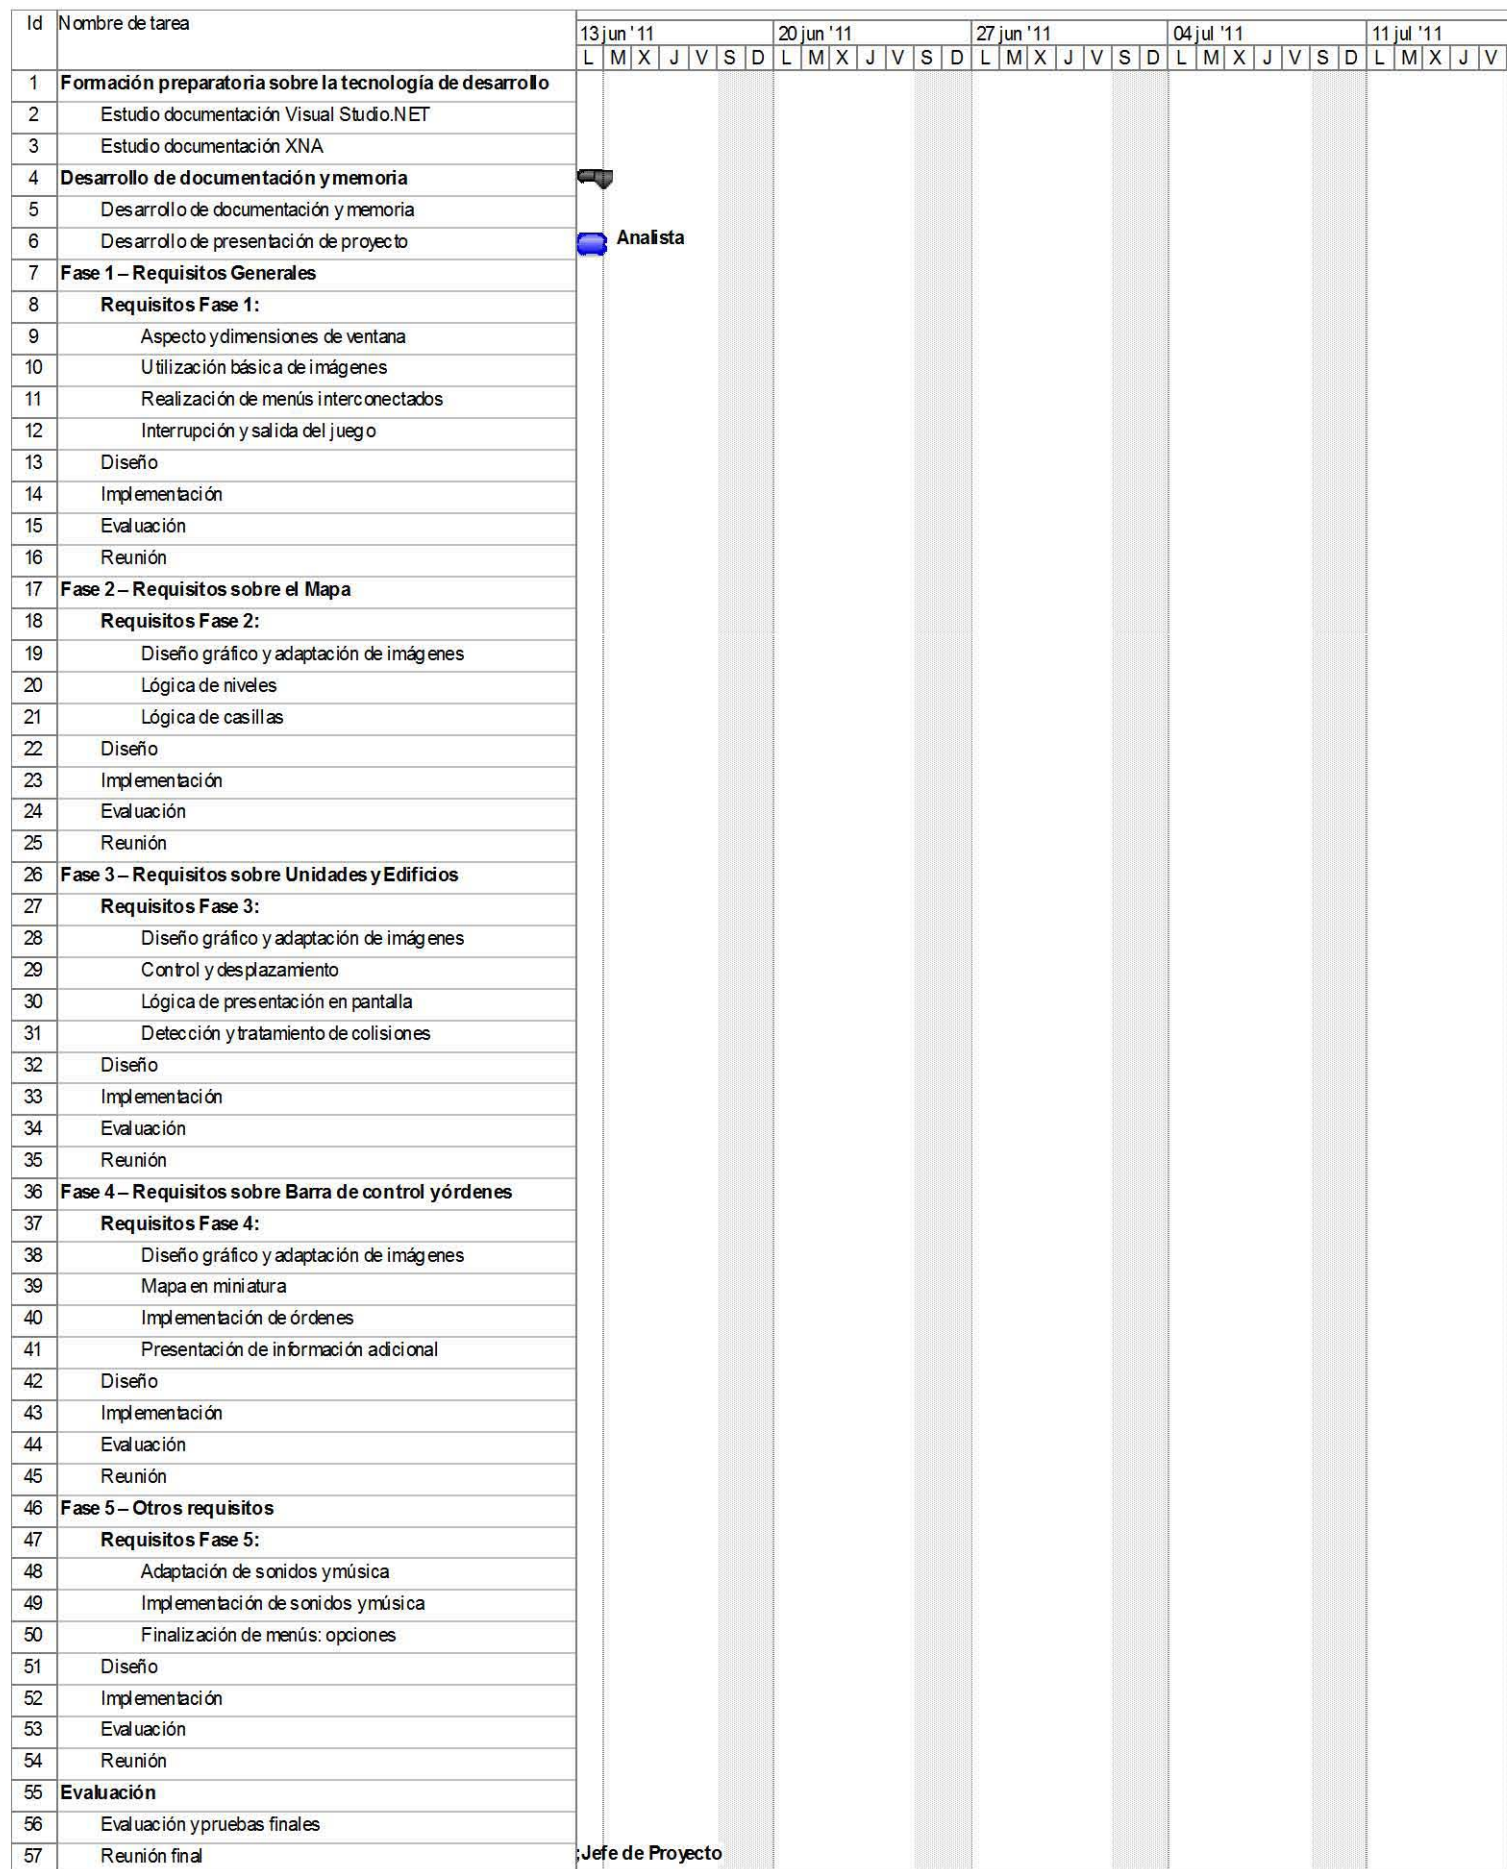 Id Nombre de tarea
13 jun '11 20 jun '11 27 jun '11 04 jul '11 11 jul '11
L M X J V S D L M X J V S D L M X J V S D L M X J V S D L M X J V
1 Formación preparatoria sobre la tecnología de desarrollo
2 Estudio documentación Visual Studio.NET
3 Estudio documentación XNA
4 Desarrollo de documentación y memoria
5 Desarrollo de documentación y memoria
6 Desarrollo de presentación de proyecto Analista
7 Fase 1 – Requisitos Generales
8 Requisitos Fase 1:
9 Aspecto y dimensiones de ventana
10 Utilización básica de imágenes
11 Realización de menús interconectados
12 Interrupción y salida del juego
13 Diseño
14 Implementación
15 Evaluación
16 Reunión
17 Fase 2 – Requisitos sobre el Mapa
18 Requisitos Fase 2:
19 Diseño gráfico y adaptación de imágenes
20 Lógica de niveles
21 Lógica de casillas
22 Diseño
23 Implementación
24 Evaluación
25 Reunión
26 Fase 3 – Requisitos sobre Unidades y Edificios
27 Requisitos Fase 3:
28 Diseño gráfico y adaptación de imágenes
29 Control y desplazamiento
30 Lógica de presentación en pantalla
31 Detección y tratamiento de colisiones
32 Diseño
33 Implementación
34 Evaluación
35 Reunión
36 Fase 4 – Requisitos sobre Barra de control y órdenes
37 Requisitos Fase 4:
38 Diseño gráfico y adaptación de imágenes
39 Mapa en miniatura
40 Implementación de órdenes
41 Presentación de información adicional
42 Diseño
43 Implementación
44 Evaluación
45 Reunión
46 Fase 5 – Otros requisitos
47 Requisitos Fase 5:
48 Adaptación de sonidos y música
49 Implementación de sonidos y música
50 Finalización de menús: opciones
51 Diseño
52 Implementación
53 Evaluación
54 Reunión
55 Evaluación
56 Evaluación y pruebas finales
57 Reunión final ;Jefe de Proyecto